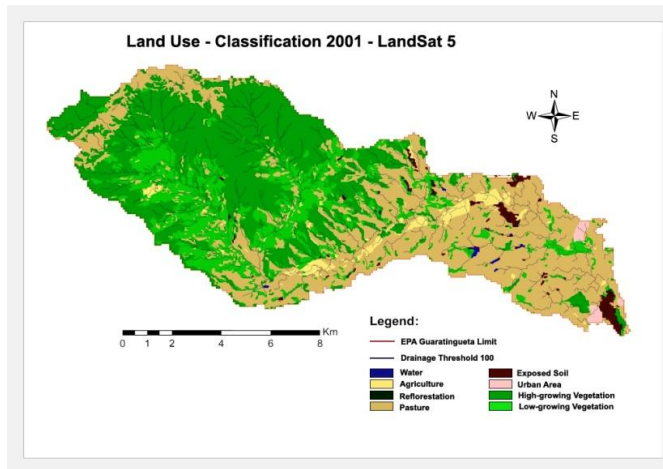 Land Use - Classification 2001 - LandSat 5
N
W E
S
Km
0 1 2 4 6 8
Legend:
EPA Guaratingueta Limit
Drainage Threshold 100
Water
Agriculture
Reflorestation
Pasture
Exposed Soil
Urban Area
High-growing Vegetation
Low-growing Vegetation